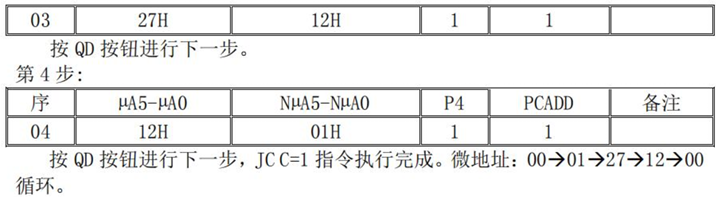 03 27H 12H 1 1
按 QD 按钮进行下一步。
第 4 步:
序 μA5-μA0 NμA5-NμA0 P4 PCADD 备注
04 12H 01H 1 1
按 QD 按钮进行下一步, JC C=1 指令执行完成。微地址: 00→01→27→12→00
循环。